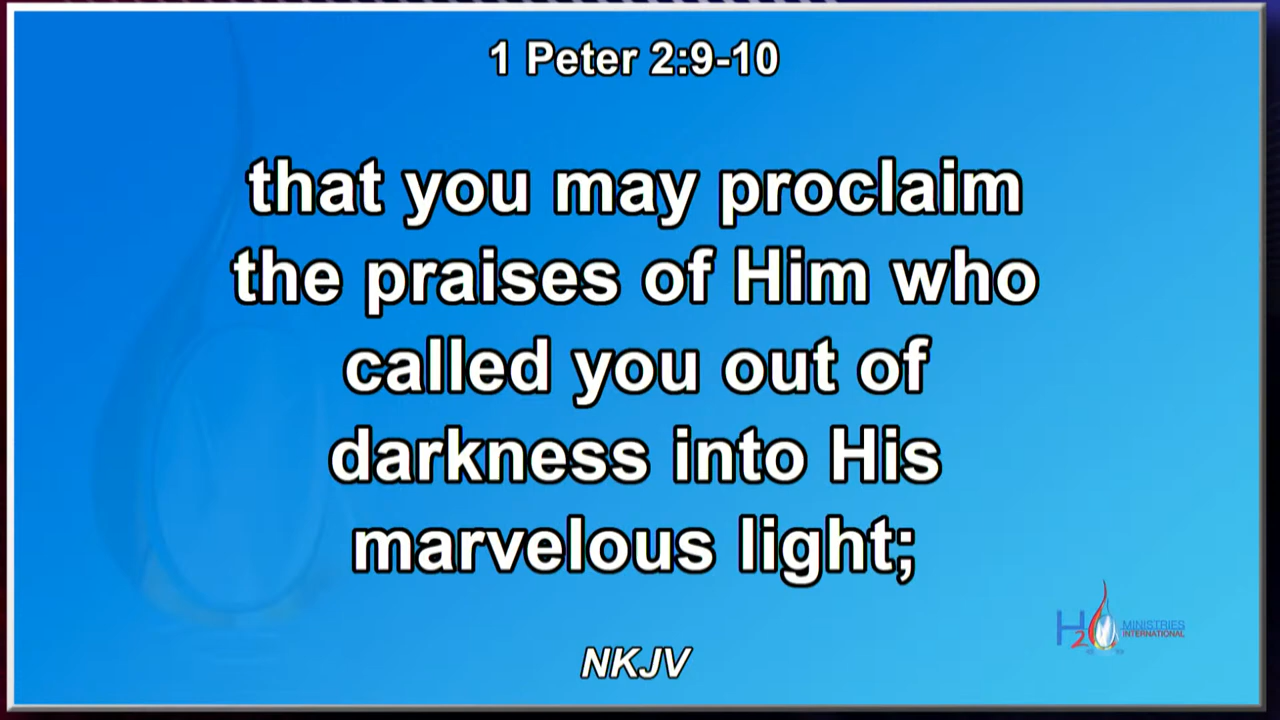 1 Peter 2:9-10
that you may proclaim
the praises of Him who
called you out of
darkness into His
marvelous light;
H2O MINISTRIES
INTERNATIONAL
NKJV